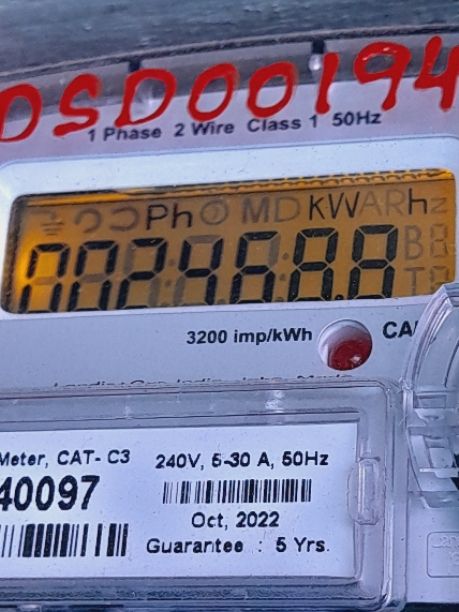 DSD00194
1 Phase 2 Wire Class 1 50Hz
Ph MD KWARhz
3200 imp/kWh
Meter, CAT- C3
240V, 5-30 A, 50Hz
40097
Oct, 2022
Guarantee : 5 Yrs.